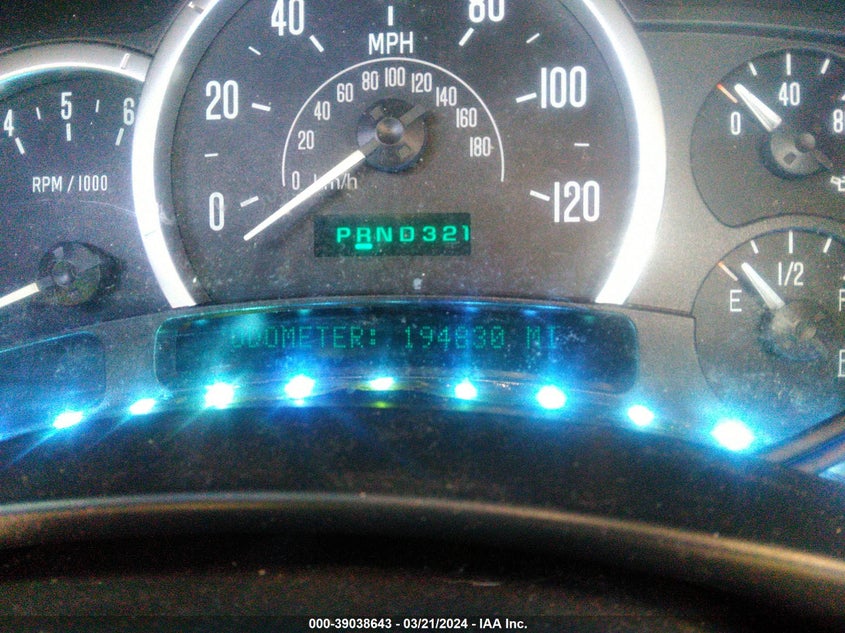 40 80
MPH
20 100
0 120
0 20 40 60 80 100 120 140 160 180
km/h
4 5 6
RPM / 1000
0 40 8
E 1/2 F
PRND321
ODOMETER: 194830 MI
000-39038643 - 03/21/2024 - IAA Inc.